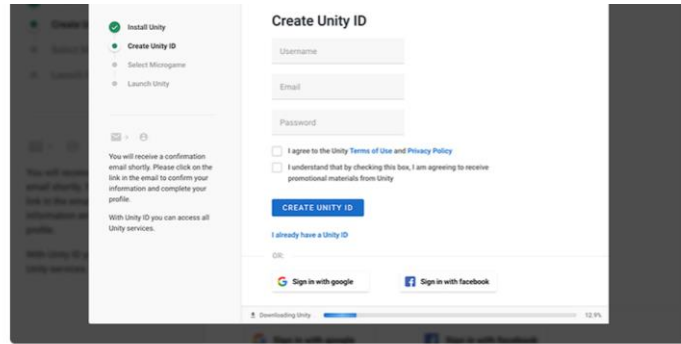 Install Unity
Create Unity ID
Select Microgame
Launch Unity
You will receive a confirmation
email shortly. Please click on the
link in the email to confirm your
information and complete your
profile.
With Unity ID you can access all
Unity services.
Create Unity ID
Username
Email
Password
I agree to the Unity Terms of Use and Privacy Policy
I understand that by checking this box, I am agreeing to receive
promotional materials from Unity
CREATE UNITY ID
I already have a Unity ID
OR:
Sign in with google
Sign in with facebook
Downloading Unity
12.9%